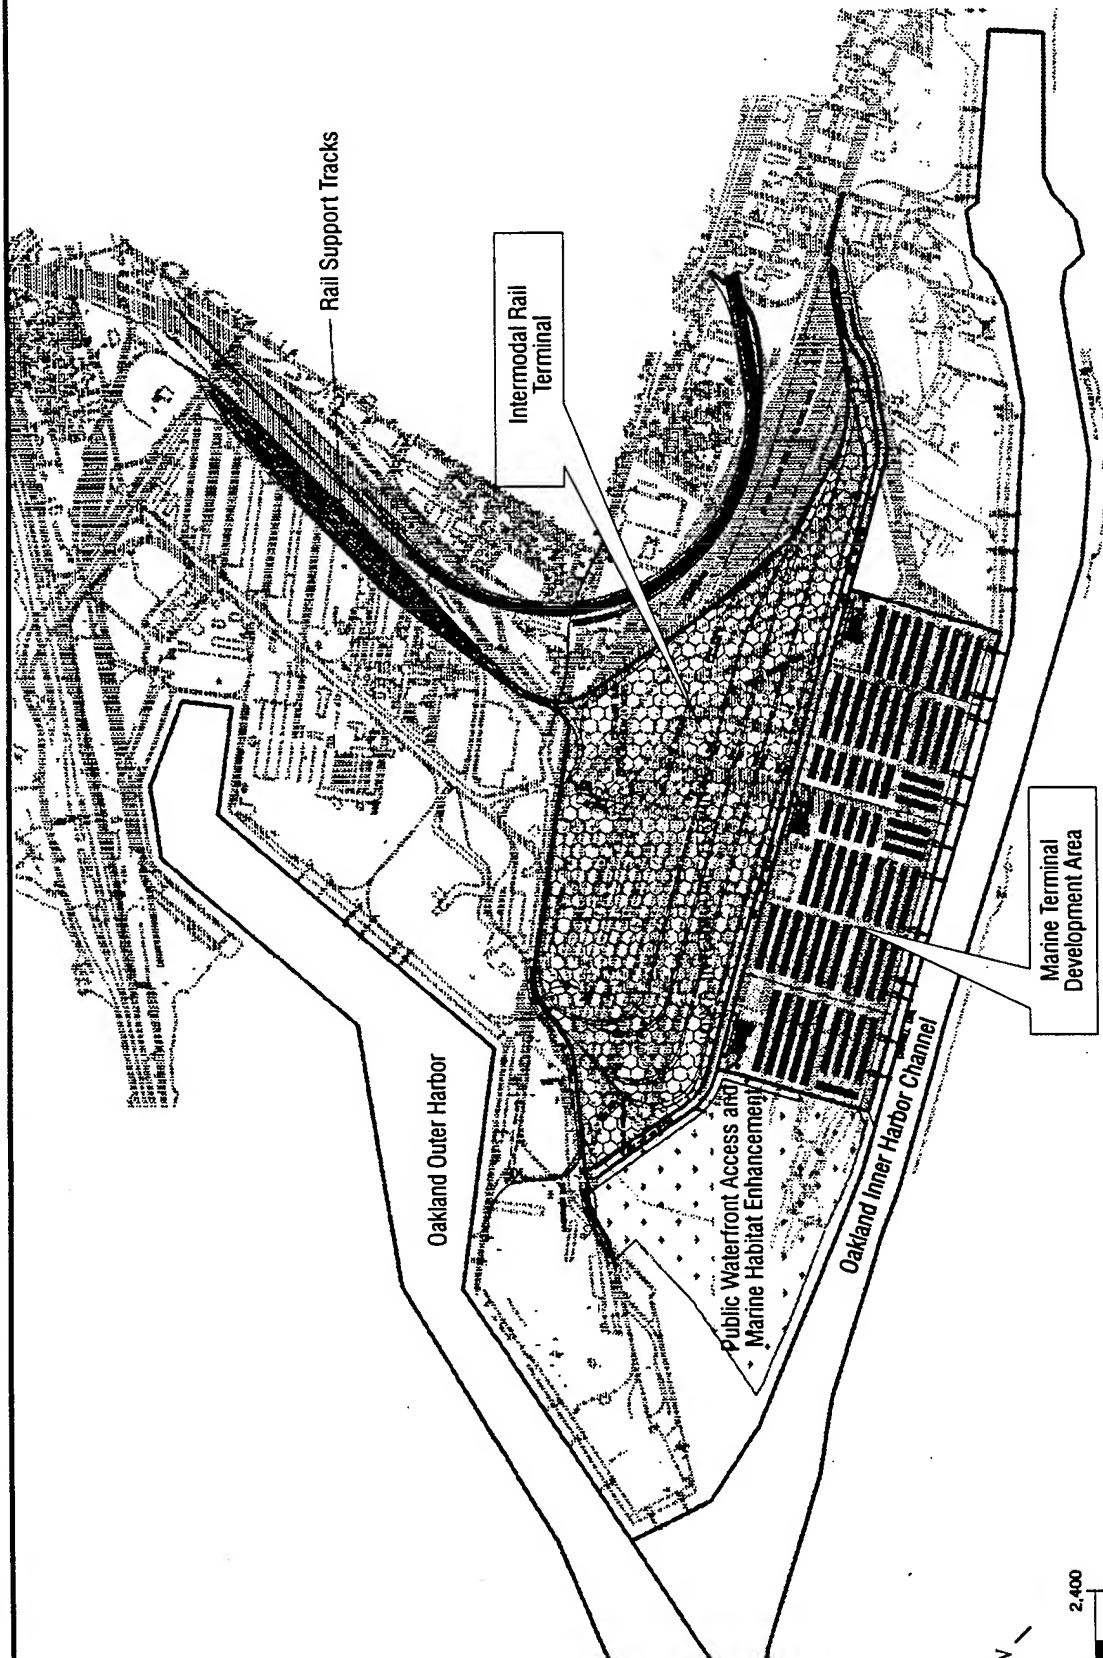 Rail Support Tracks
Intermodal Rail
Terminal
Oakland Outer Harbor
Public Waterfront Access and
Marine Habitat Enhancement
Oakland Inner Harbor Channel
Marine Terminal
Development Area
2,400